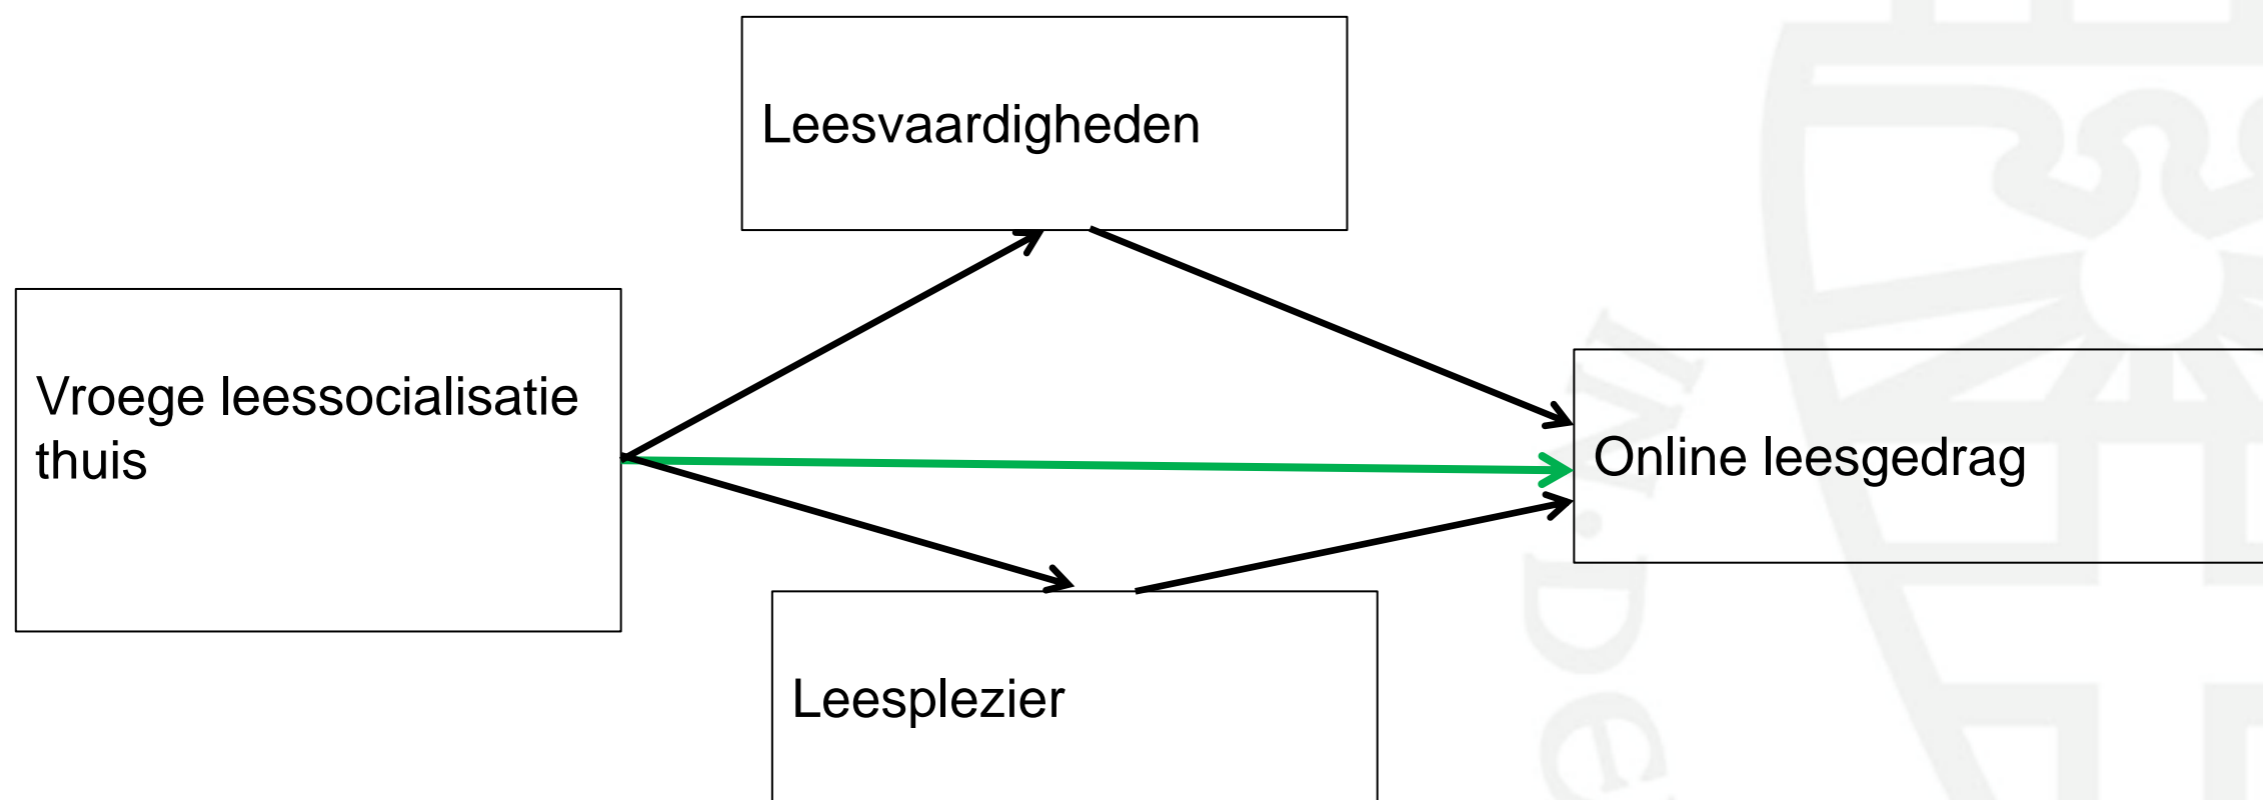 Leesvaardigheden
Vroege leessocialisatie
thuis
Online leesgedrag
Leesplezier